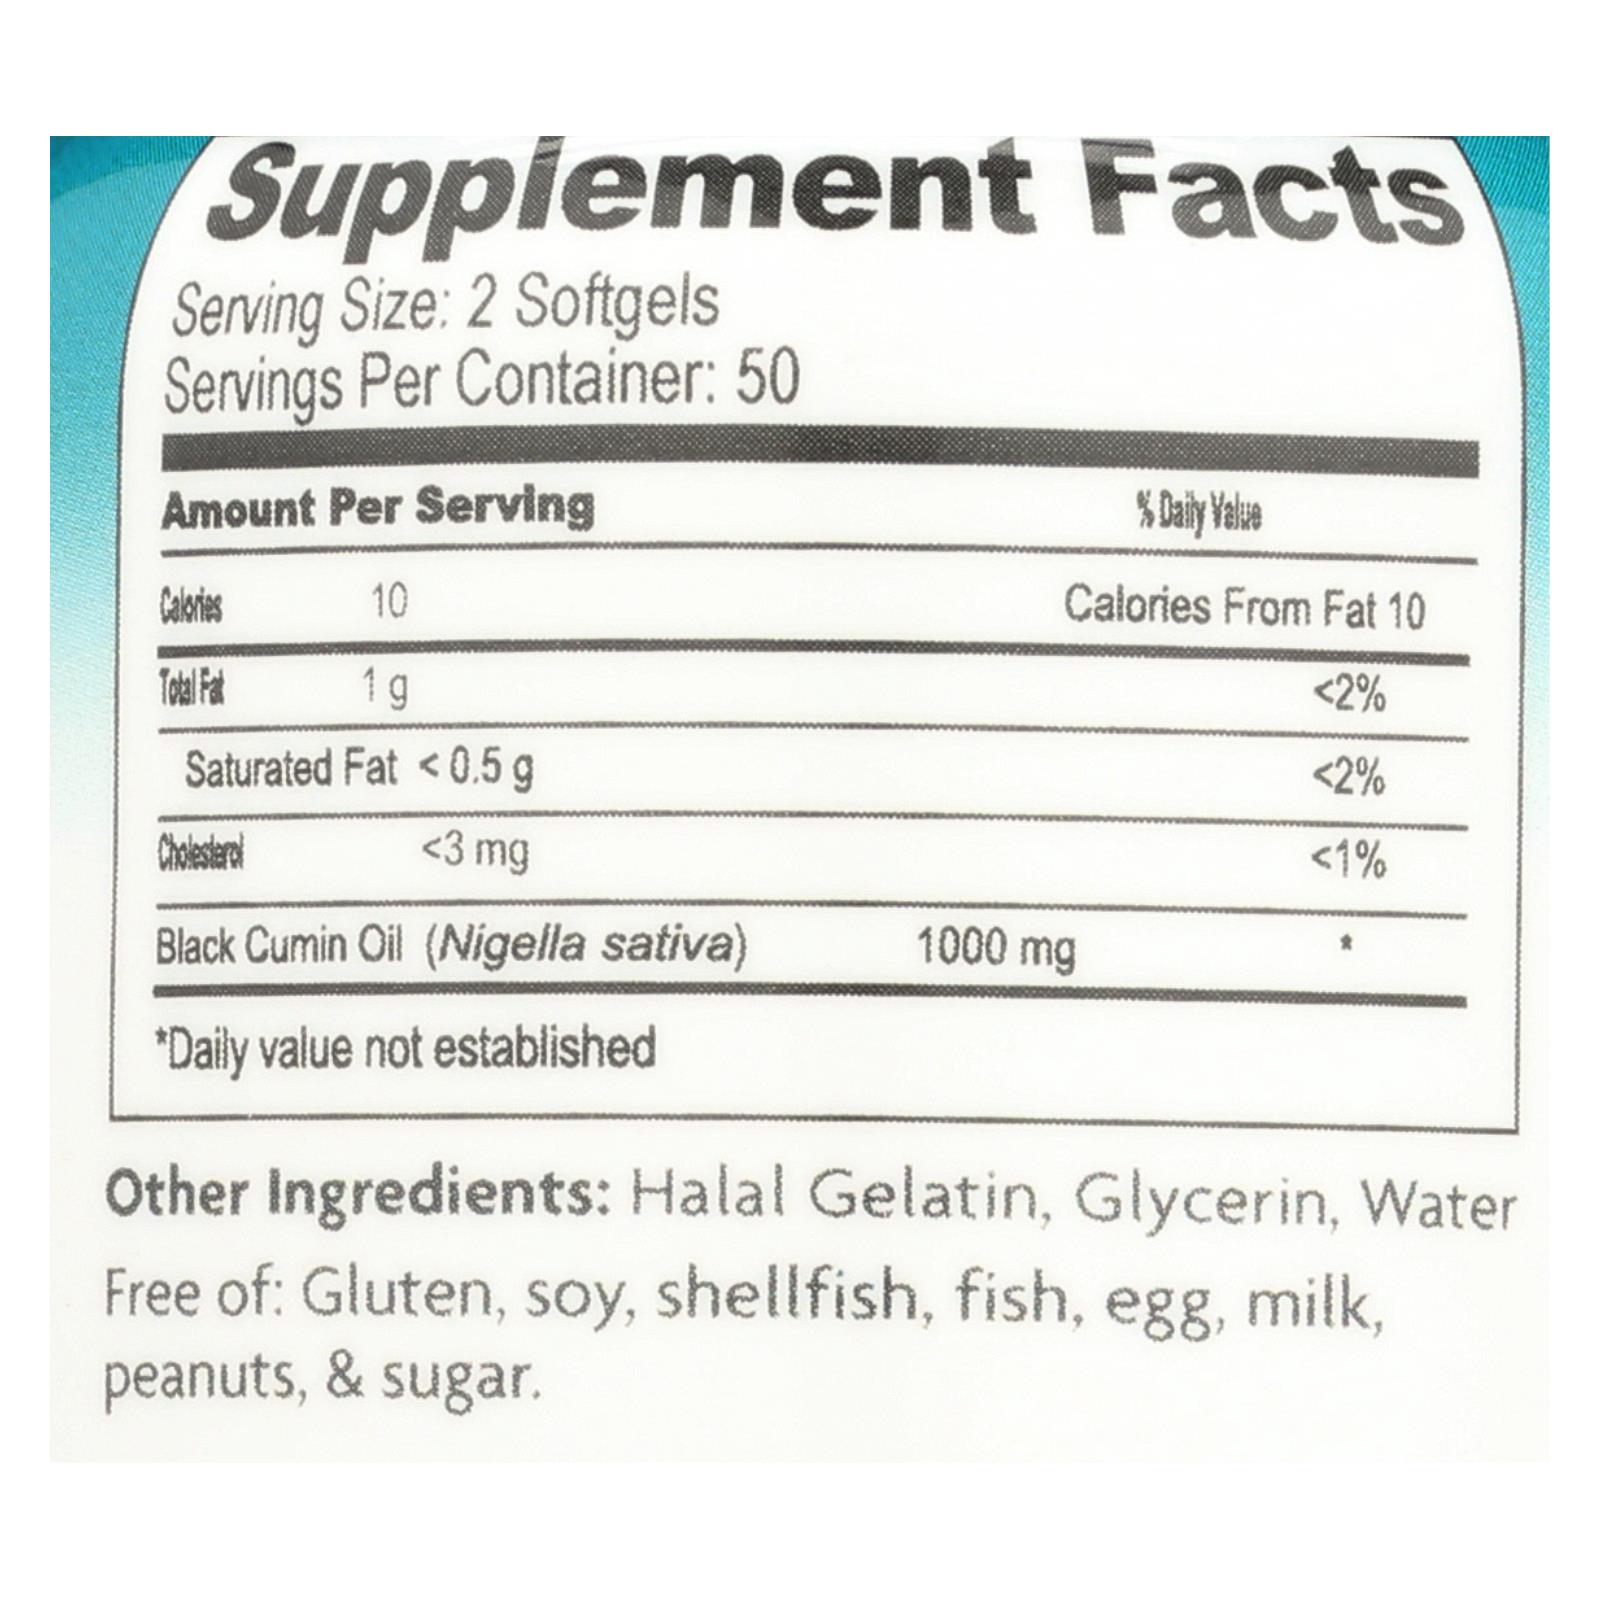 Supplement Facts
Serving Size: 2 Softgels
Servings Per Container: 50
Amount Per Serving % Daily Value
Calories 10 Calories From Fat 10
Total Fat 1 g <2%
Saturated Fat < 0.5 g <2%
Cholesterol <3 mg <1%
Black Cumin Oil (Nigella sativa) 1000 mg *
*Daily value not established
Other Ingredients: Halal Gelatin, Glycerin, Water
Free of: Gluten, soy, shellfish, fish, egg, milk,
peanuts, & sugar.